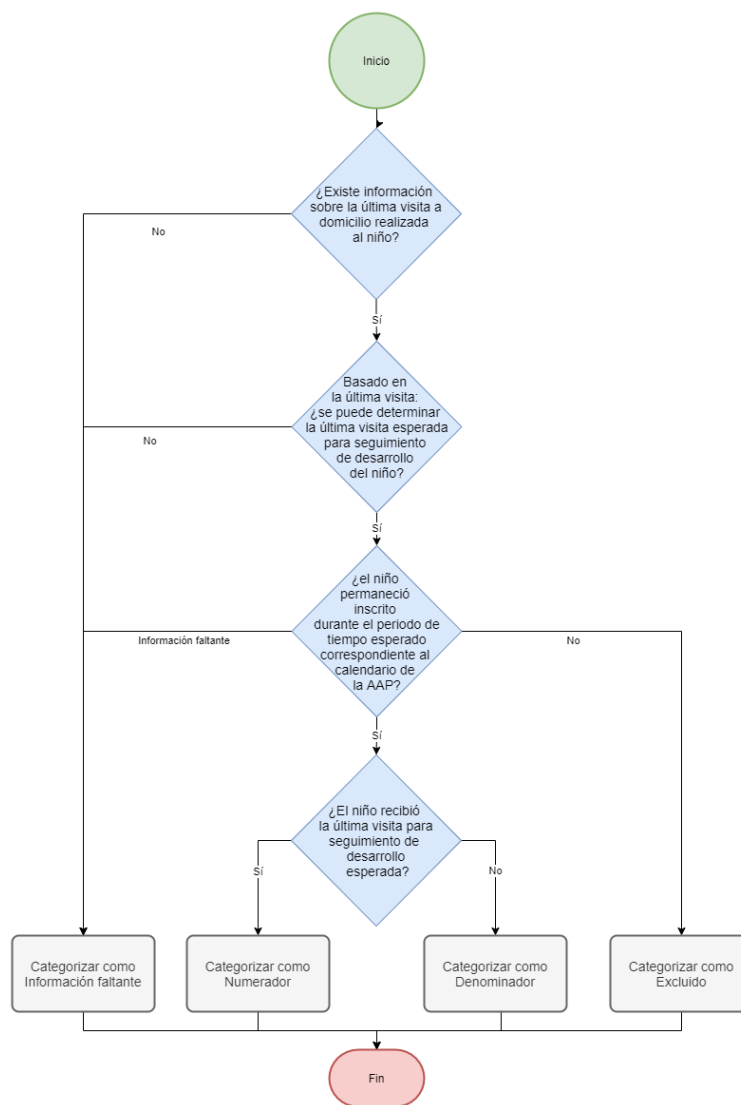 Inicio
¿Existe información
sobre la última visita a
domicilio realizada
al niño?
No
Sí
Basado en
la última visita:
¿se puede determinar
la última visita esperada
para seguimiento
de desarrollo
del niño?
No
Sí
¿el niño
permaneció
inscrito
durante el periodo de
tiempo esperado
correspondiente al
calendario de
la AAP?
Información faltante
No
Sí
¿El niño recibió
la última visita para
seguimiento de
desarrollo
esperada?
Sí
No
Categorizar como
Información faltante
Categorizar como
Numerador
Categorizar como
Denominador
Categorizar como
Excluido
Fin